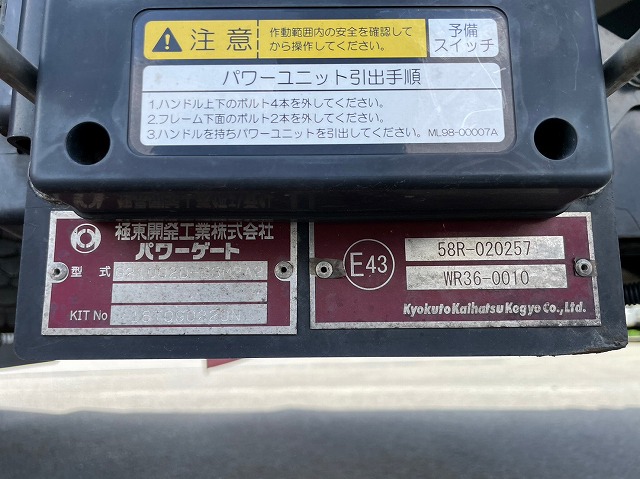 注意
作動範囲内の安全を確認して
から操作してください。
予備
スイッチ
パワーユニット引出手順
1.ハンドル上下のボルト4本を外してください。
2.フレーム下面のボルト2本を外してください。
3.ハンドルを持ちパワーユニットを引出してください。
ML98-00007A
極東開発工業株式会社
パワーゲート
型式
KIT No
E43
58R-020257
WR36-0010
Kyokuto Kaihatsu Kogyo Co., Ltd.